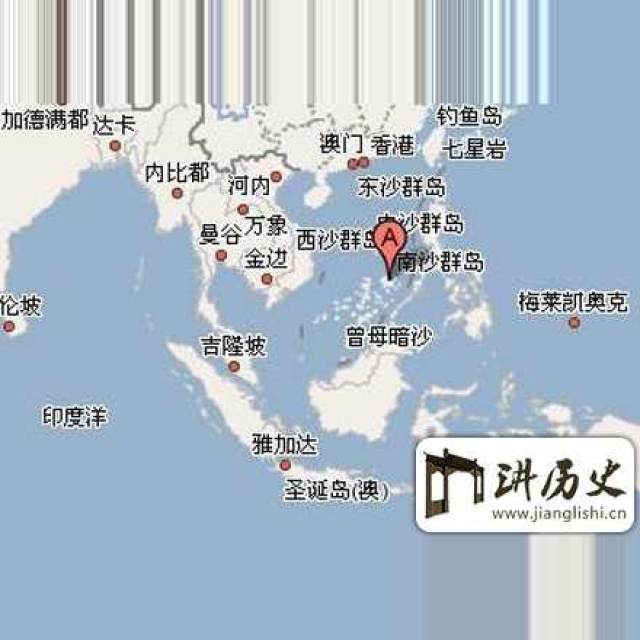 钓鱼岛
加德满都
达卡
澳门
香港
七星岩
内比都
河内
东沙群岛
万象
中沙群岛
曼谷
西沙群岛
A
金边
南沙群岛
伦坡
梅莱凯奥克
曾母暗沙
吉隆坡
印度洋
雅加达
圣诞岛(澳)
讲历史
www.jianglishi.cn